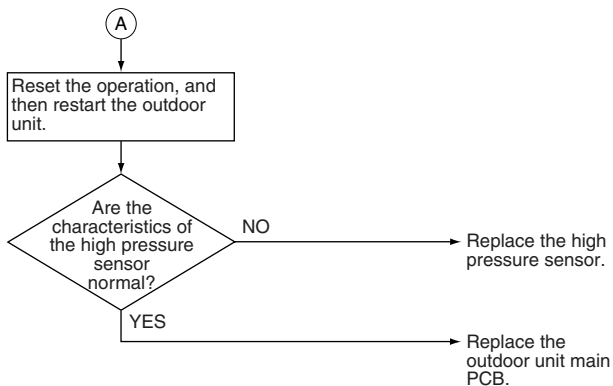 A
Reset the operation, and
then restart the outdoor
unit.
Are the
characteristics of
the high pressure
sensor
normal?
NO
Replace the high
pressure sensor.
YES
Replace the
outdoor unit main
PCB.